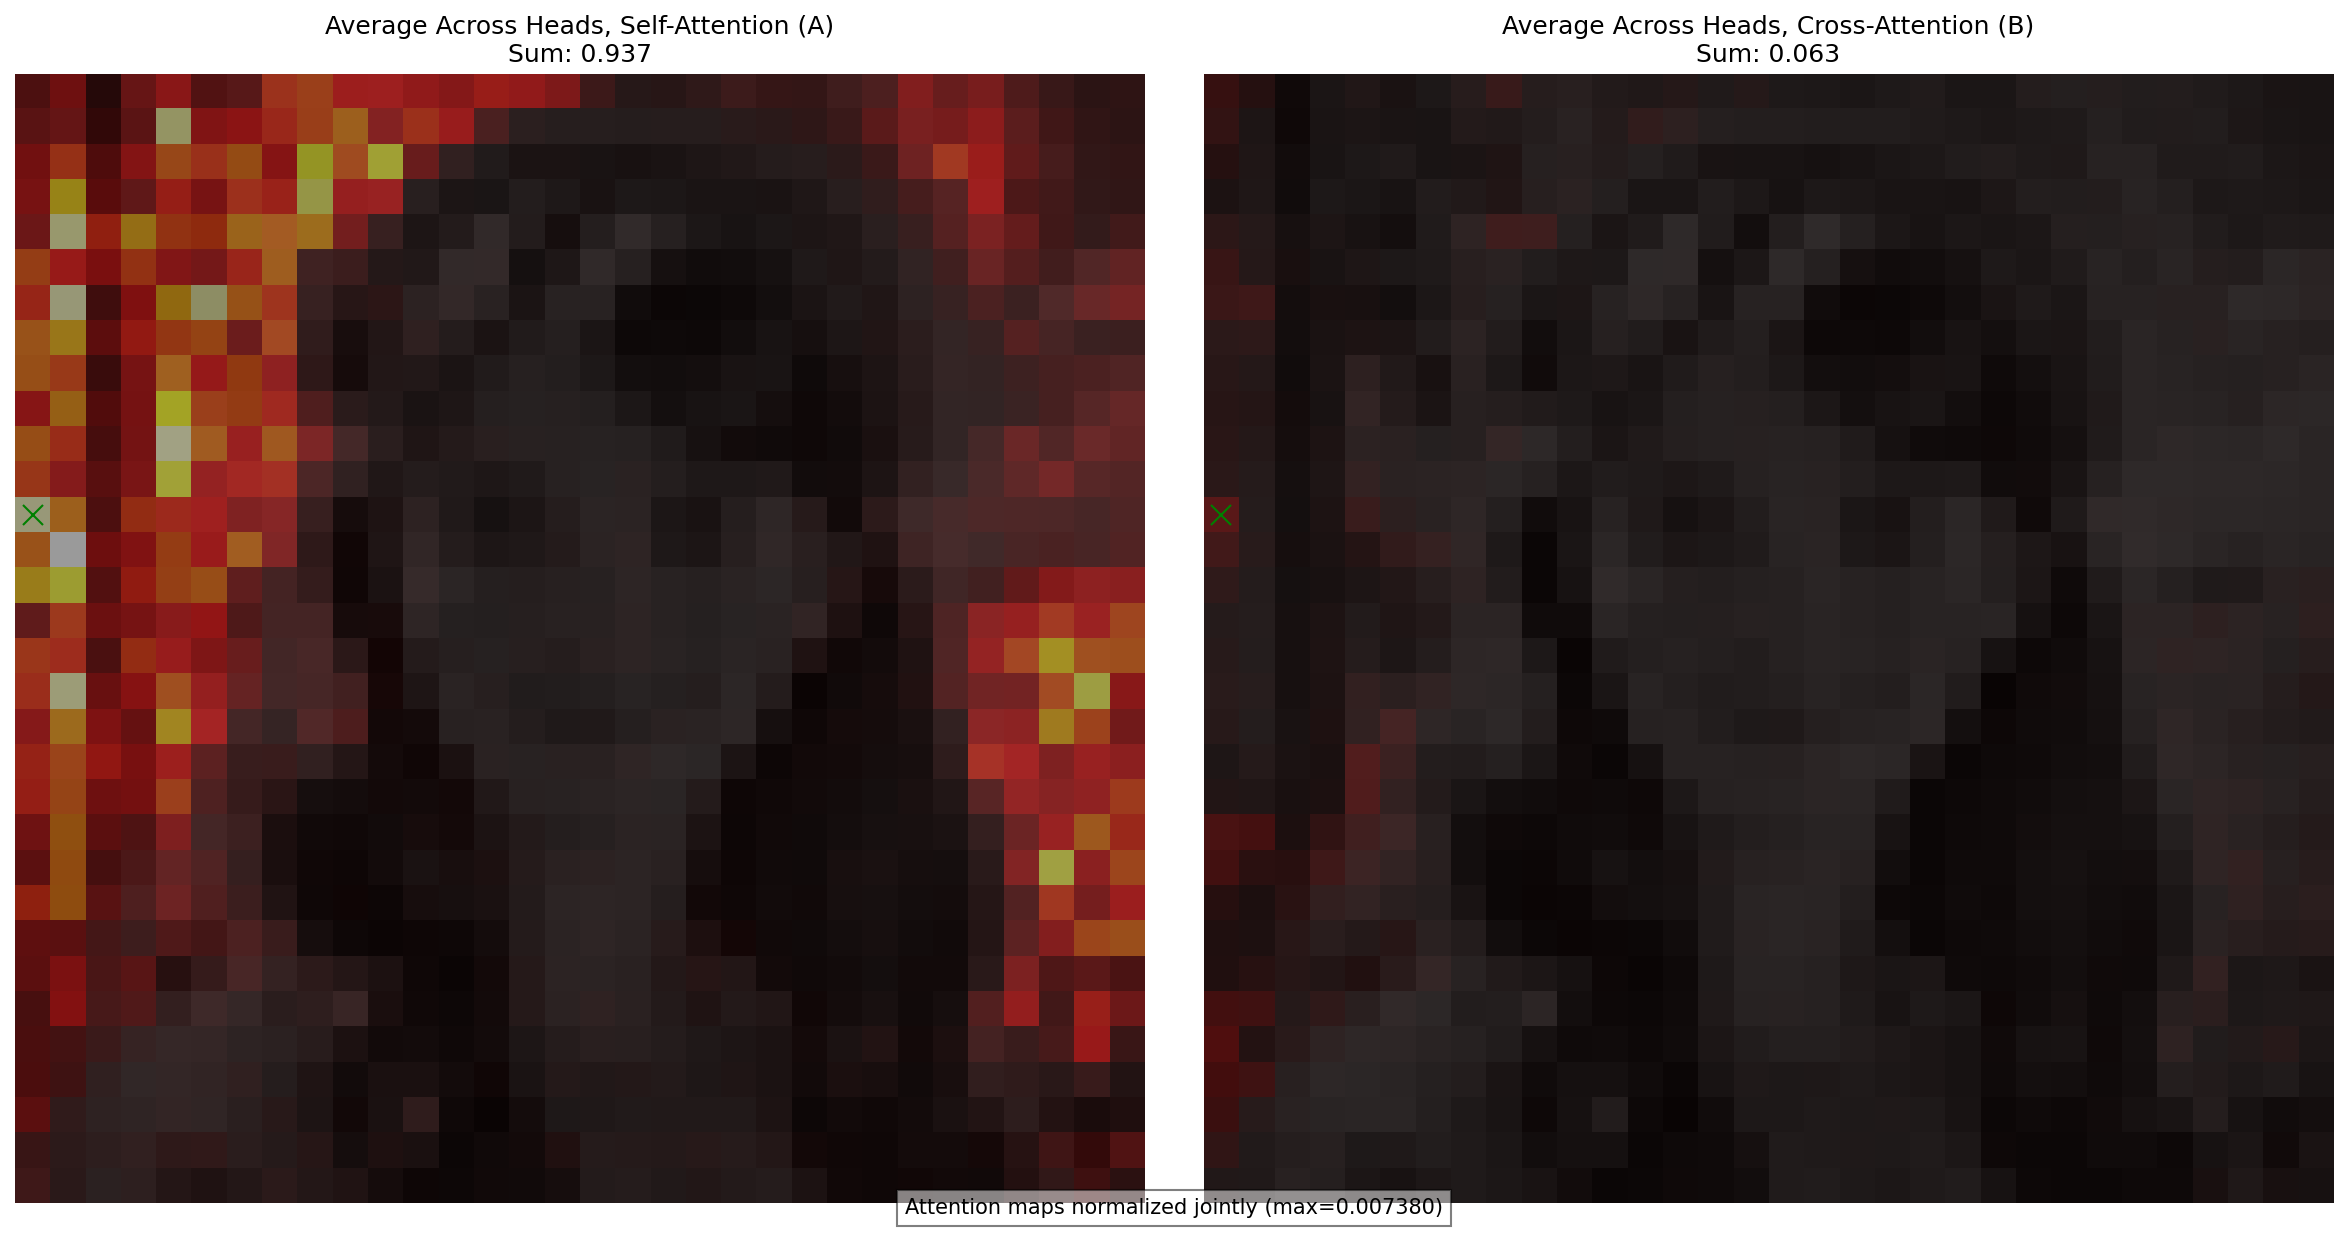 Average Across Heads, Self-Attention (A)
Sum: 0.937
Average Across Heads, Cross-Attention (B)
Sum: 0.063
Attention maps normalized jointly (max=0.007380)